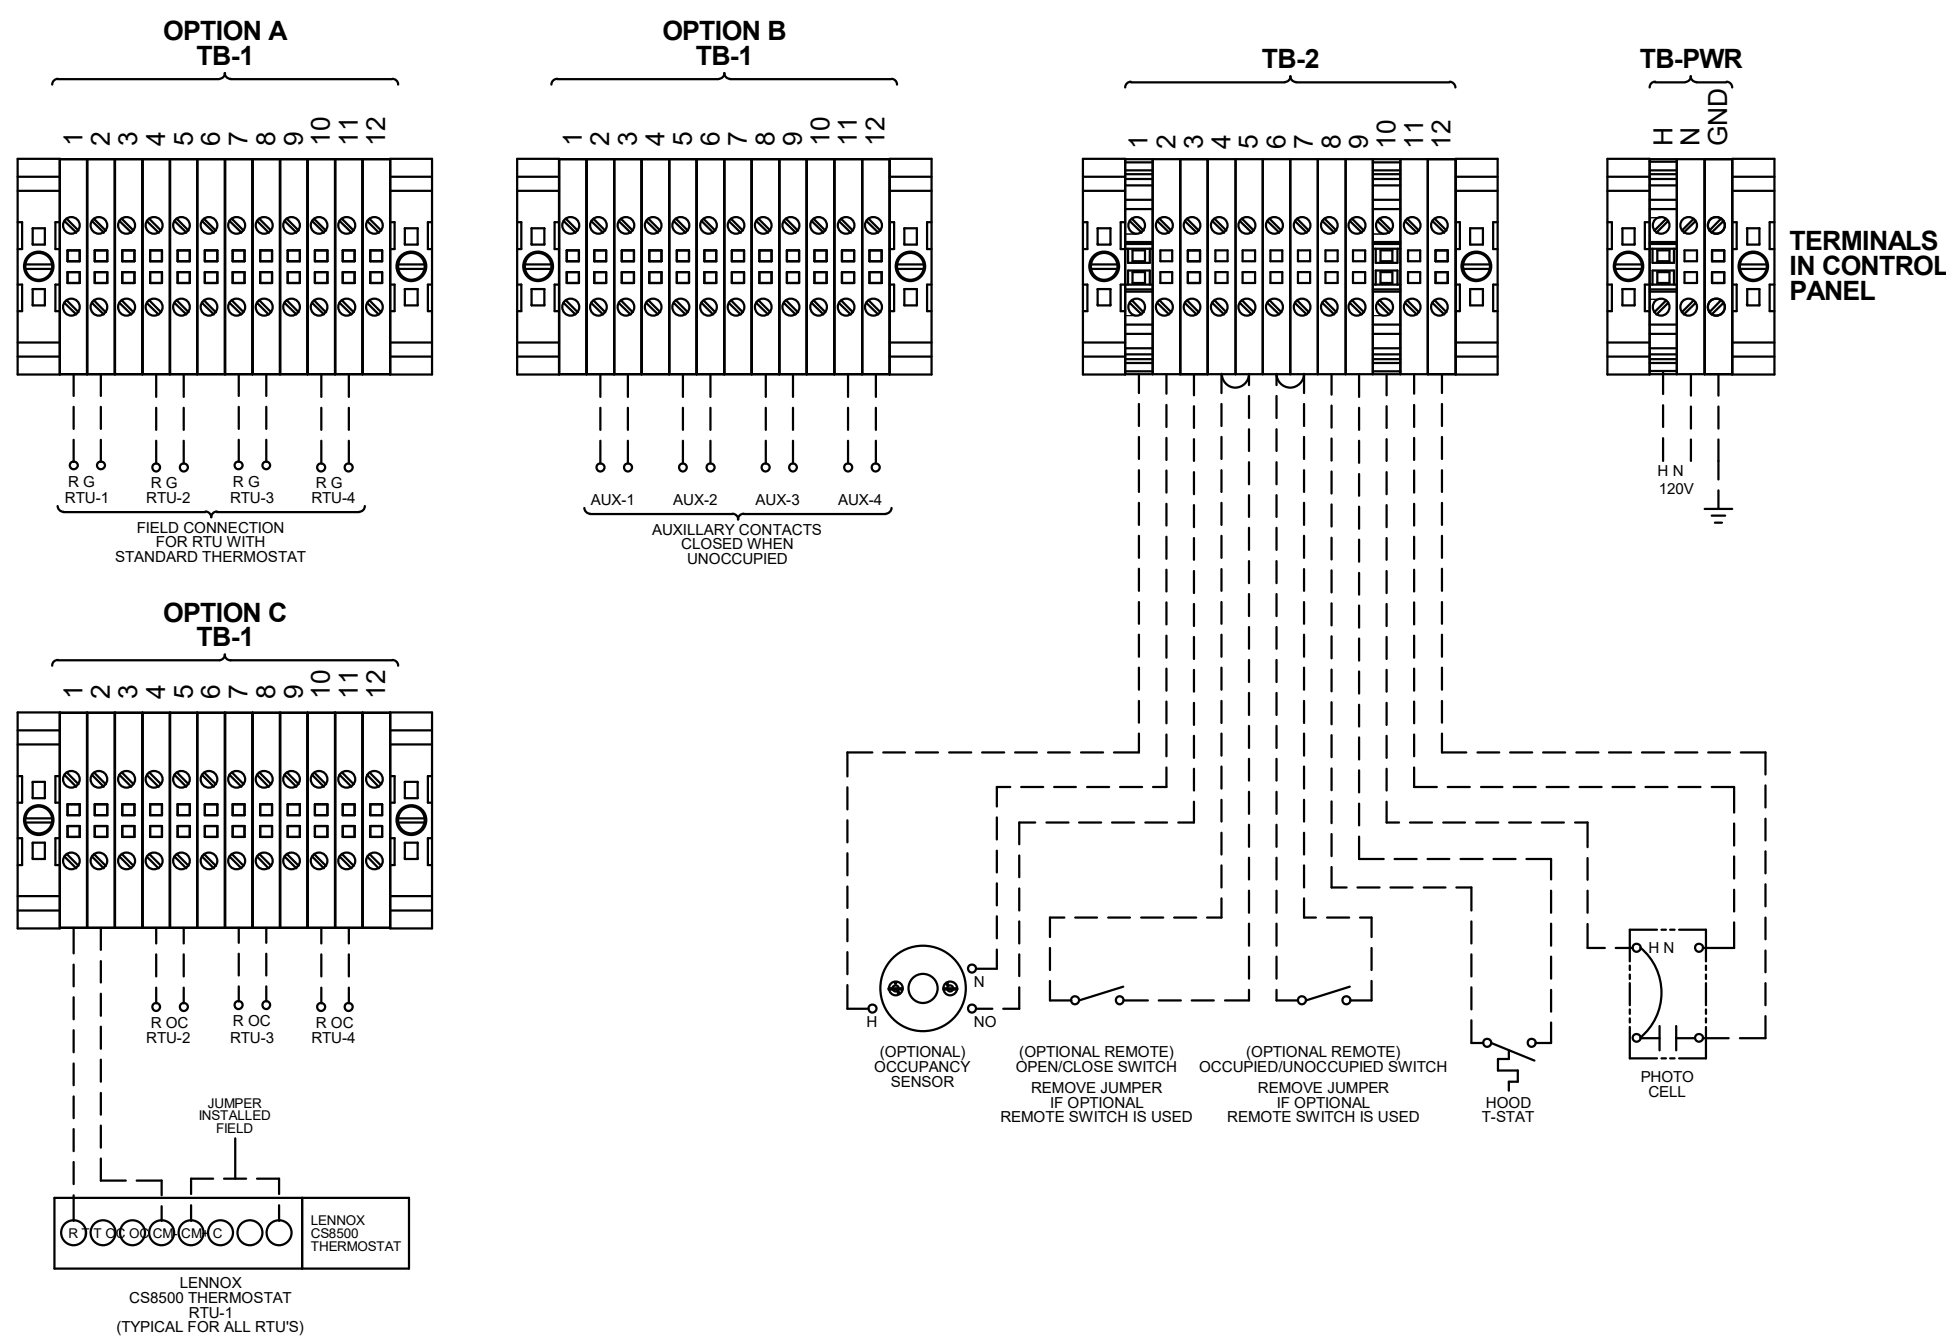 OPTION A
TB-1
1 2 3 4 5 6 7 8 9 10 11 12
R G R G R G R G
RTU-1 RTU-2 RTU-3 RTU-4
FIELD CONNECTION
FOR RTU WITH
STANDARD THERMOSTAT
OPTION B
TB-1
1 2 3 4 5 6 7 8 9 10 11 12
AUX-1 AUX-2 AUX-3 AUX-4
AUXILLARY CONTACTS
CLOSED WHEN
UNOCCUPIED
TB-2
1 2 3 4 5 6 7 8 9 10 11 12
TB-PWR
H N GND
H N
120V
TERMINALS
IN CONTROL
PANEL
OPTION C
TB-1
1 2 3 4 5 6 7 8 9 10 11 12
R OC R OC R OC
RTU-2 RTU-3 RTU-4
JUMPER
INSTALLED
FIELD
R T T OC OC CM- CM+ C
LENNOX
CS8500
THERMOSTAT
LENNOX
CS8500 THERMOSTAT
RTU-1
(TYPICAL FOR ALL RTU'S)
N
H
NO
(OPTIONAL)
OCCUPANCY
SENSOR
(OPTIONAL REMOTE)
OPEN/CLOSE SWITCH
REMOVE JUMPER
IF OPTIONAL
REMOTE SWITCH IS USED
(OPTIONAL REMOTE)
OCCUPIED/UNOCCUPIED SWITCH
REMOVE JUMPER
IF OPTIONAL
REMOTE SWITCH IS USED
HOOD
T-STAT
H N
PHOTO
CELL